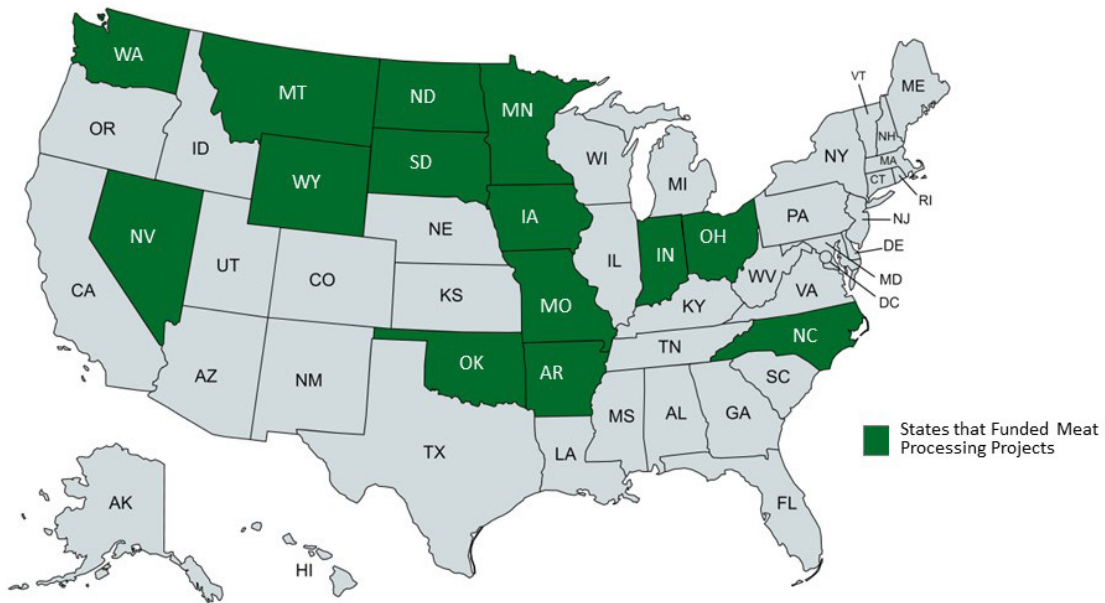 WA
MT
ND
MN
VT
ME
OR
ID
SD
WI
NY
NH
MA
WY
MI
CT
RI
IA
PA
NJ
NV
NE
IN
OH
DE
UT
IL
WV
MD
CA
CO
KS
MO
KY
VA
DC
OK
AR
TN
NC
AZ
NM
SC
MS
AL
GA
States that Funded Meat
Processing Projects
TX
LA
FL
AK
HI